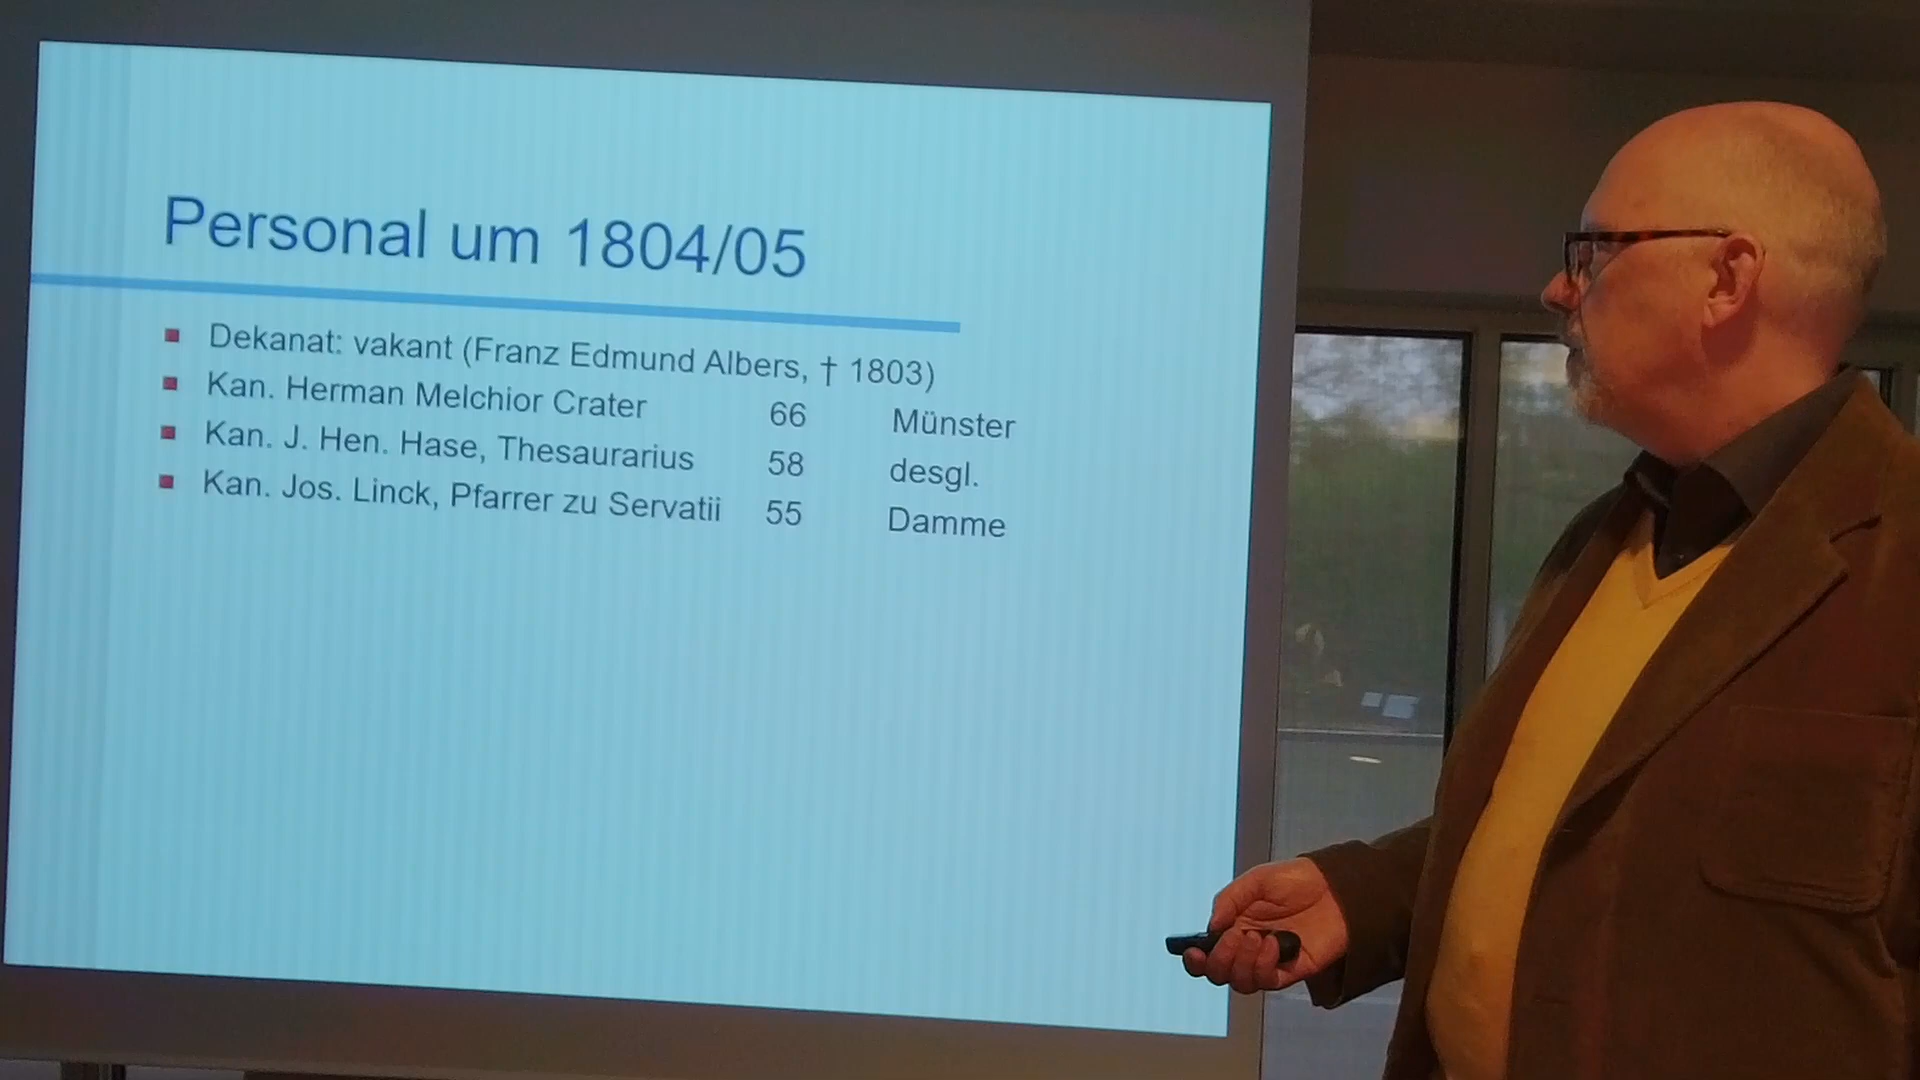 Personal um 1804/05
Dekanat: vakant (Franz Edmund Albers, † 1803)
Kan. Herman Melchior Crater 66 Münster
Kan. J. Hen. Hase, Thesaurarius 58 desgl.
Kan. Jos. Linck, Pfarrer zu Servatii 55 Damme